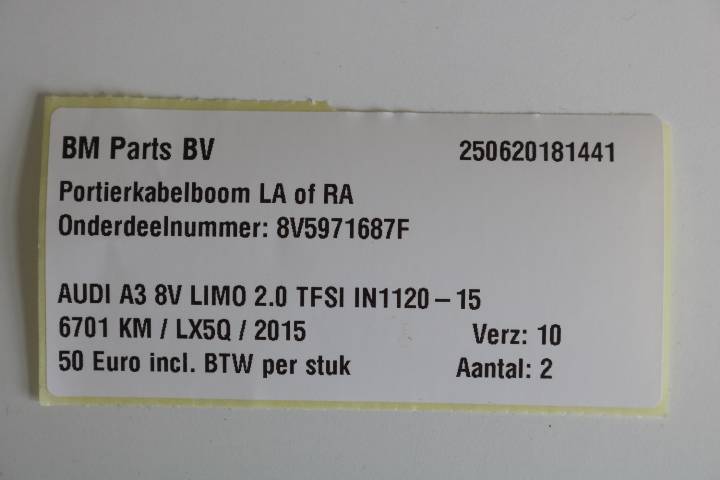 BM Parts BV 250620181441
Portierkabelboom LA of RA
Onderdeelnummer: 8V5971687F
AUDI A3 8V LIMO 2.0 TFSI IN1120 – 15
6701 KM / LX5Q / 2015 Verz: 10
50 Euro incl. BTW per stuk Aantal: 2